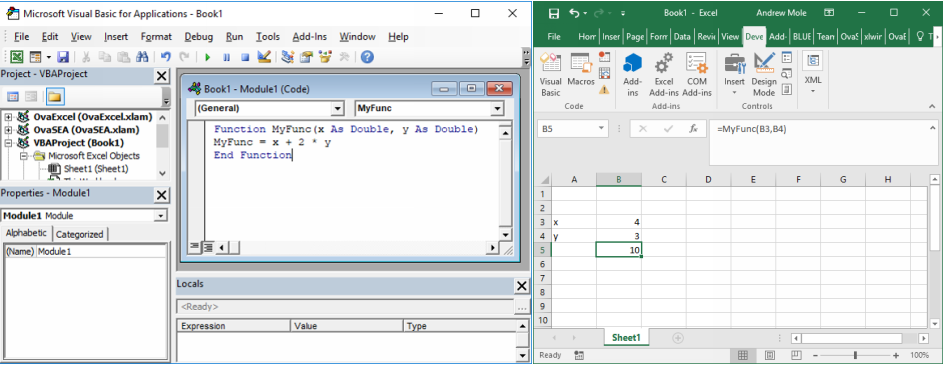 Microsoft Visual Basic for Applications - Book1
File Edit View Insert Format Debug Run Tools Add-Ins Window Help
Project - VBAProject
OvaExcel (OvaExcel.xlam)
OvaSEA (OvaSEA.xlam)
VBAProject (Book1)
Microsoft Excel Objects
Sheet1 (Sheet1)
Properties - Module1
Module1 Module
Alphabetic Categorized
(Name) Module1
Book1 - Module1 (Code)
(General) MyFunc
Function MyFunc(x As Double, y As Double)
MyFunc = x + 2 * y
End Function
Locals
<Ready>
...
Expression Value Type
Book1 - Excel Andrew Mole
File Hom Inser Page Form Data Revie View Deve Add- BLUE Tean OvaS xlwir OvaE T
Visual Basic Macros Add-ins Excel Add-ins COM Add-ins Insert Design Mode XML
Code Add-ins Controls
B5 fx =MyFunc(B3,B4)
A B C D E F G H
1
2
3 x 4
4 y 3
5 10
6
7
8
9
10
Sheet1
Ready 100%